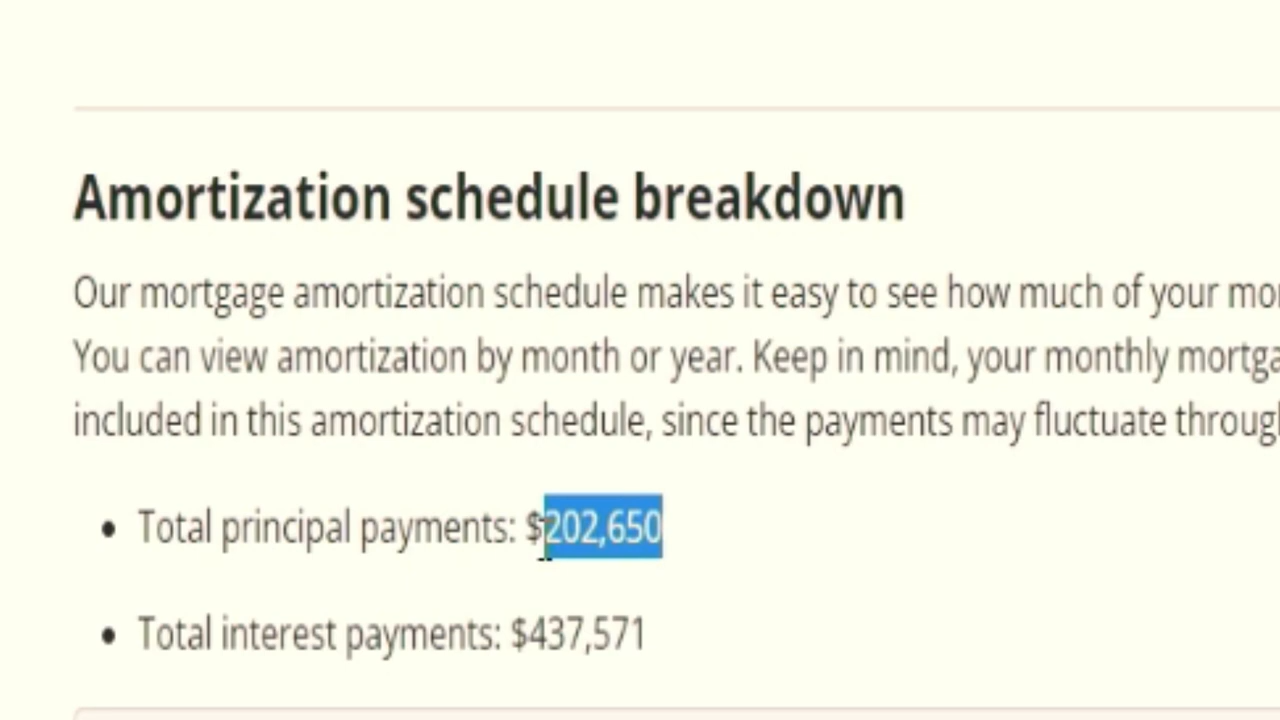 Amortization schedule breakdown
Our mortgage amortization schedule makes it easy to see how much of your mor
You can view amortization by month or year. Keep in mind, your monthly mortga
included in this amortization schedule, since the payments may fluctuate throug
• Total principal payments: $202,650
• Total interest payments: $437,571